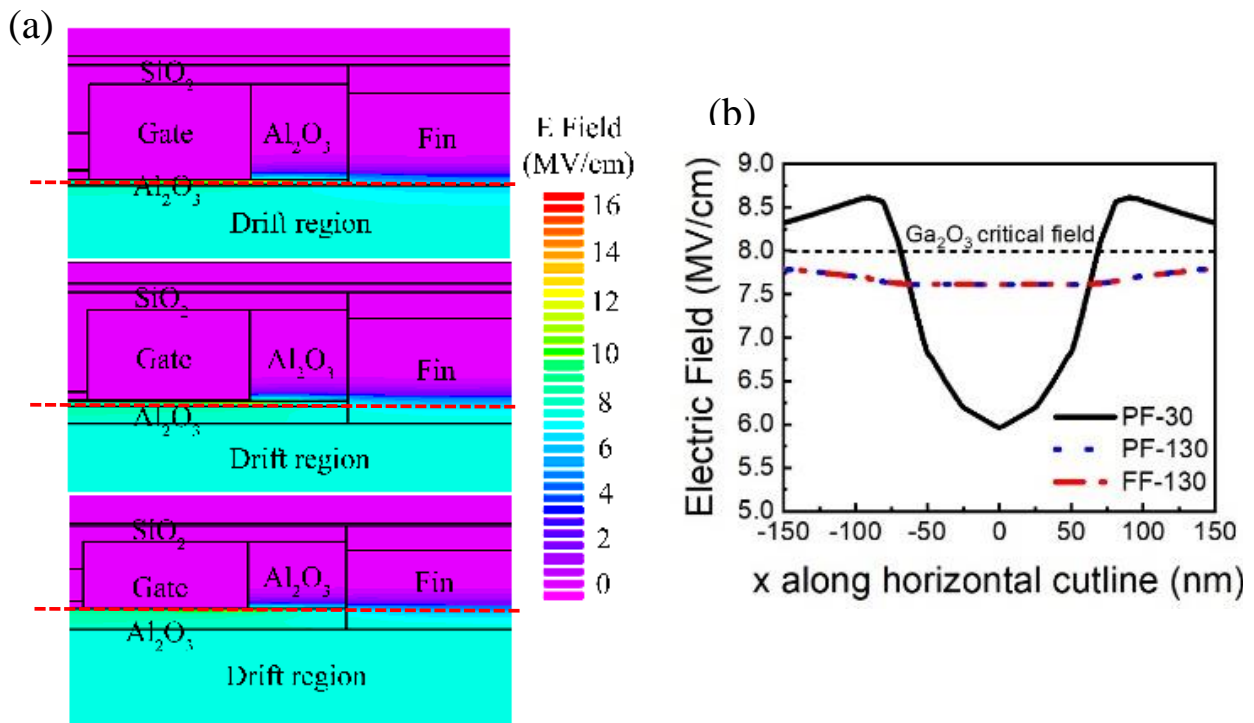 (a)
SiO₂
Gate
Al₂O₃
Fin
Al₂O₃
Drift region
SiO₂
Gate
Al₂O₃
Fin
Al₂O₃
Drift region
SiO₂
Gate
Al₂O₃
Fin
Al₂O₃
Drift region
E Field
(MV/cm)
16
14
12
10
8
6
4
2
0
(b)
Electric Field (MV/cm)
9.0
8.5
8.0
7.5
7.0
6.5
6.0
5.5
5.0
Ga₂O₃ critical field
PF-30
PF-130
FF-130
-150 -100 -50 0 50 100 150
x along horizontal cutline (nm)